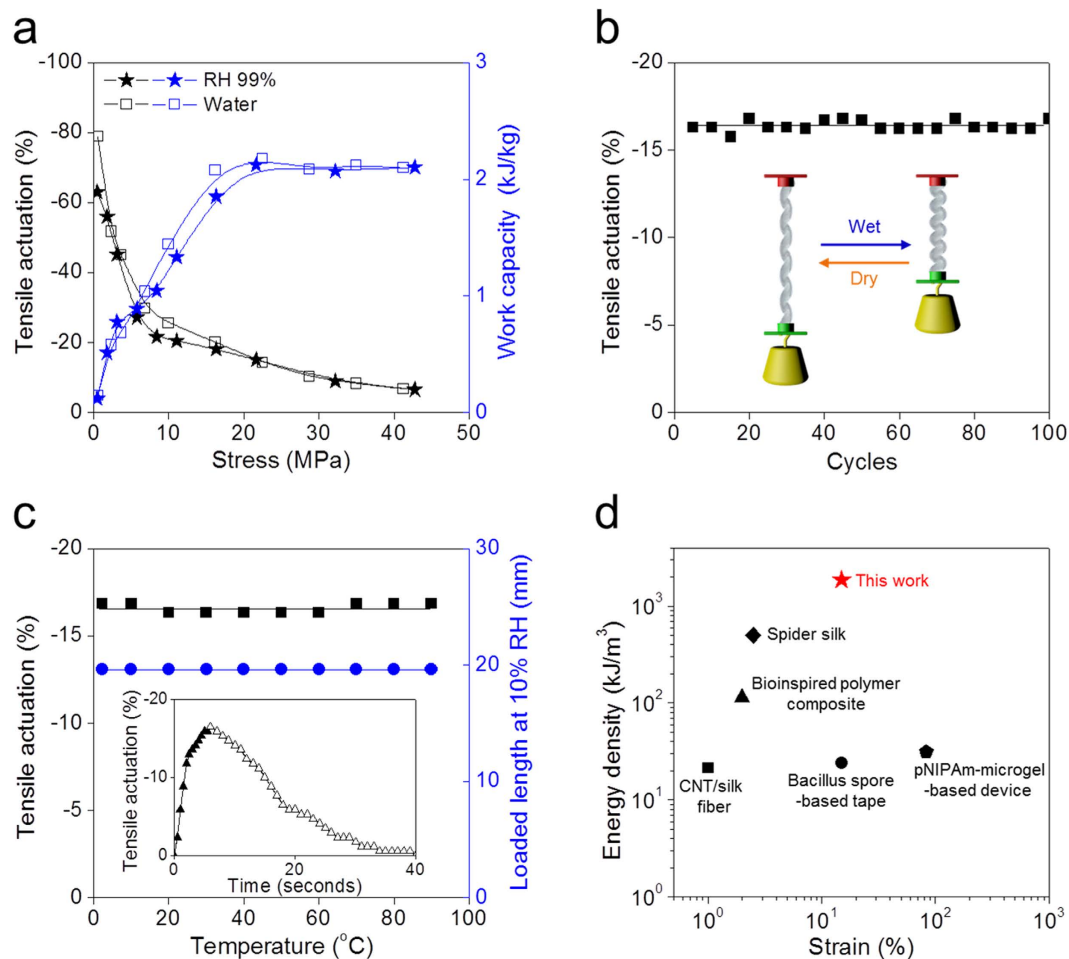 a
-100
-80
-60
-40
-20
0
Tensile actuation (%)
RH 99%
Water
3
2
1
0
Work capacity (kJ/kg)
0
10
20
30
40
50
Stress (MPa)
b
-20
-15
-10
-5
0
Tensile actuation (%)
Wet
Dry
0
20
40
60
80
100
Cycles
c
-20
-15
-10
-5
0
Tensile actuation (%)
30
20
10
0
Loaded length at 10% RH (mm)
-20
-10
0
Tensile actuation (%)
0
20
40
Time (seconds)
0
20
40
60
80
100
Temperature (°C)
d
10³
10²
10¹
10⁰
Energy density (kJ/m³)
This work
Spider silk
Bioinspired polymer
composite
CNT/silk
fiber
Bacillus spore
-based tape
pNIPAm-microgel
-based device
10⁰
10¹
10²
10³
Strain (%)